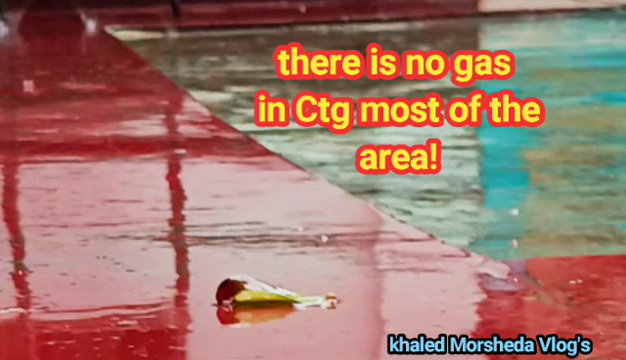 there is no gas
in Ctg most of the
area!
khaled Morsheda Vlog's